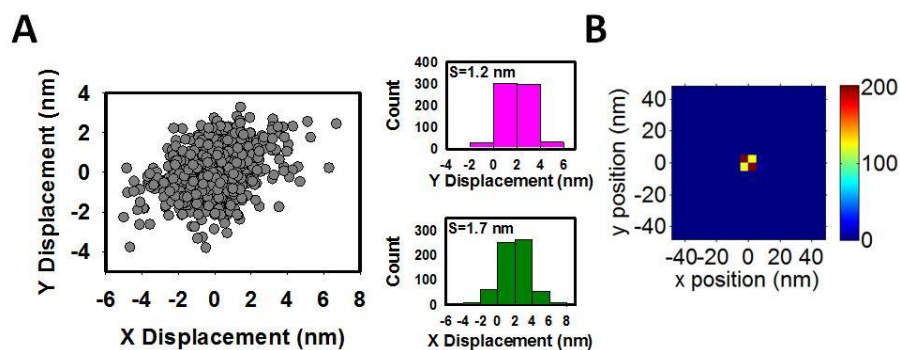 A
Y Displacement (nm)
4
2
0
-2
-4
-6 -4 -2 0 2 4 6 8
X Displacement (nm)
Count
400
300
200
100
0
S=1.2 nm
-4 -2 0 2 4 6
Y Displacement (nm)
Count
300
200
100
0
S=1.7 nm
-6 -4 -2 0 2 4 6 8
X Displacement (nm)
B
y position (nm)
40
20
0
-20
-40
-40 -20 0 20 40
x position (nm)
200
100
0